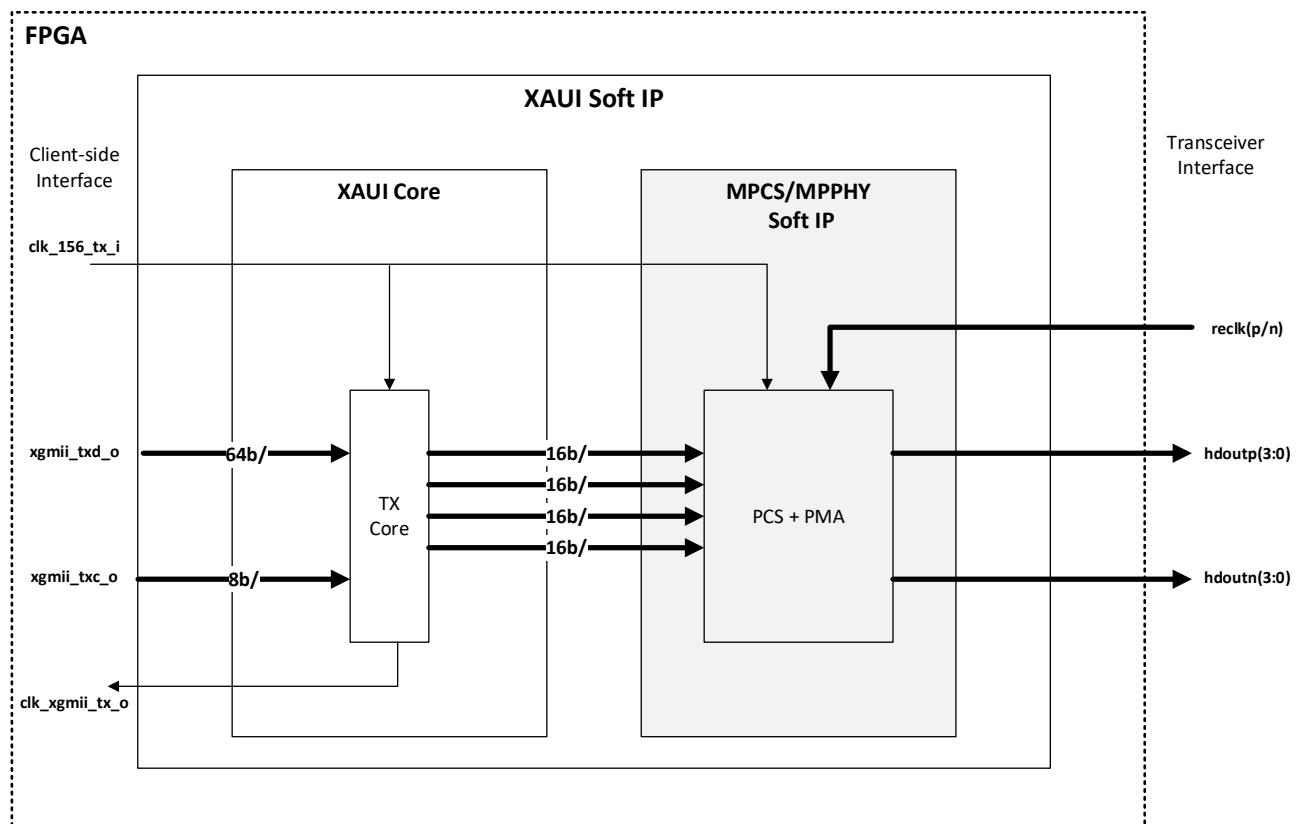 FPGA
XAUI Soft IP
Client-side
Interface
Transceiver
Interface
XAUI Core
MPCS/MPPHY
Soft IP
clk_156_tx_i
reclk(p/n)
xgmii_txd_o
64b/
16b/
hdoutp(3:0)
16b/
TX
Core
16b/
PCS + PMA
16b/
xgmii_txc_o
8b/
hdoutn(3:0)
clk_xgmii_tx_o